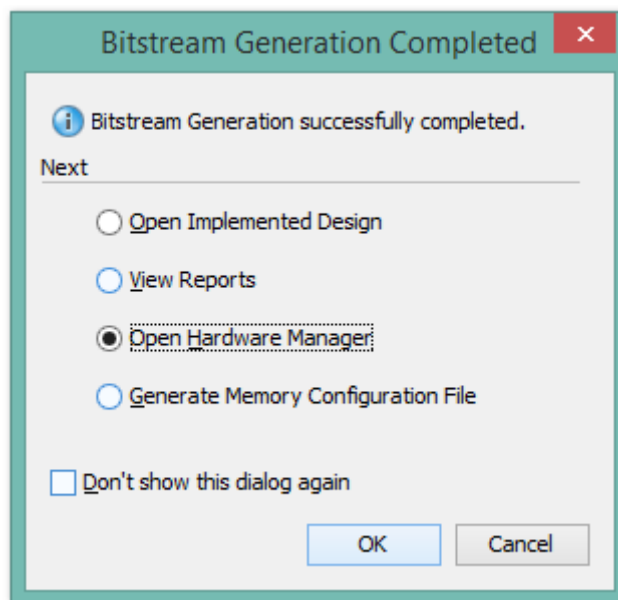 Bitstream Generation Completed
Bitstream Generation successfully completed.
Next
Open Implemented Design
View Reports
Open Hardware Manager
Generate Memory Configuration File
Don't show this dialog again
OK
Cancel